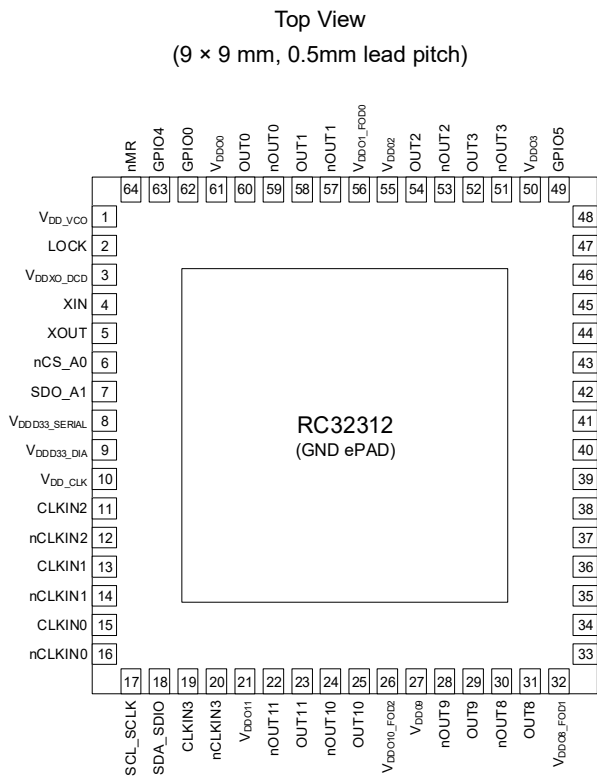 Top View
(9 × 9 mm, 0.5mm lead pitch)
nMR
GPIO4
GPIO0
VDDO0
OUT0
nOUT0
OUT1
nOUT1
VDDO1_FOD0
VDDO2
OUT2
nOUT2
OUT3
nOUT3
VDDO3
GPIO5
64 63 62 61 60 59 58 57 56 55 54 53 52 51 50 49
VDD_VCO 1
LOCK 2
VDDXO_DCD 3
XIN 4
XOUT 5
nCS_A0 6
SDO_A1 7
VDDD33_SERIAL 8
VDDD33_DIA 9
VDD_CLK 10
CLKIN2 11
nCLKIN2 12
CLKIN1 13
nCLKIN1 14
CLKIN0 15
nCLKIN0 16
RC32312
(GND ePAD)
48
47
46
45
44
43
42
41
40
39
38
37
36
35
34
33
17 18 19 20 21 22 23 24 25 26 27 28 29 30 31 32
SCL_SCLK
SDA_SDIO
CLKIN3
nCLKIN3
VDDO11
nOUT11
OUT11
nOUT10
OUT10
VDDO10_FOD2
VDDO9
nOUT9
OUT9
nOUT8
OUT8
VDDO8_FOD1